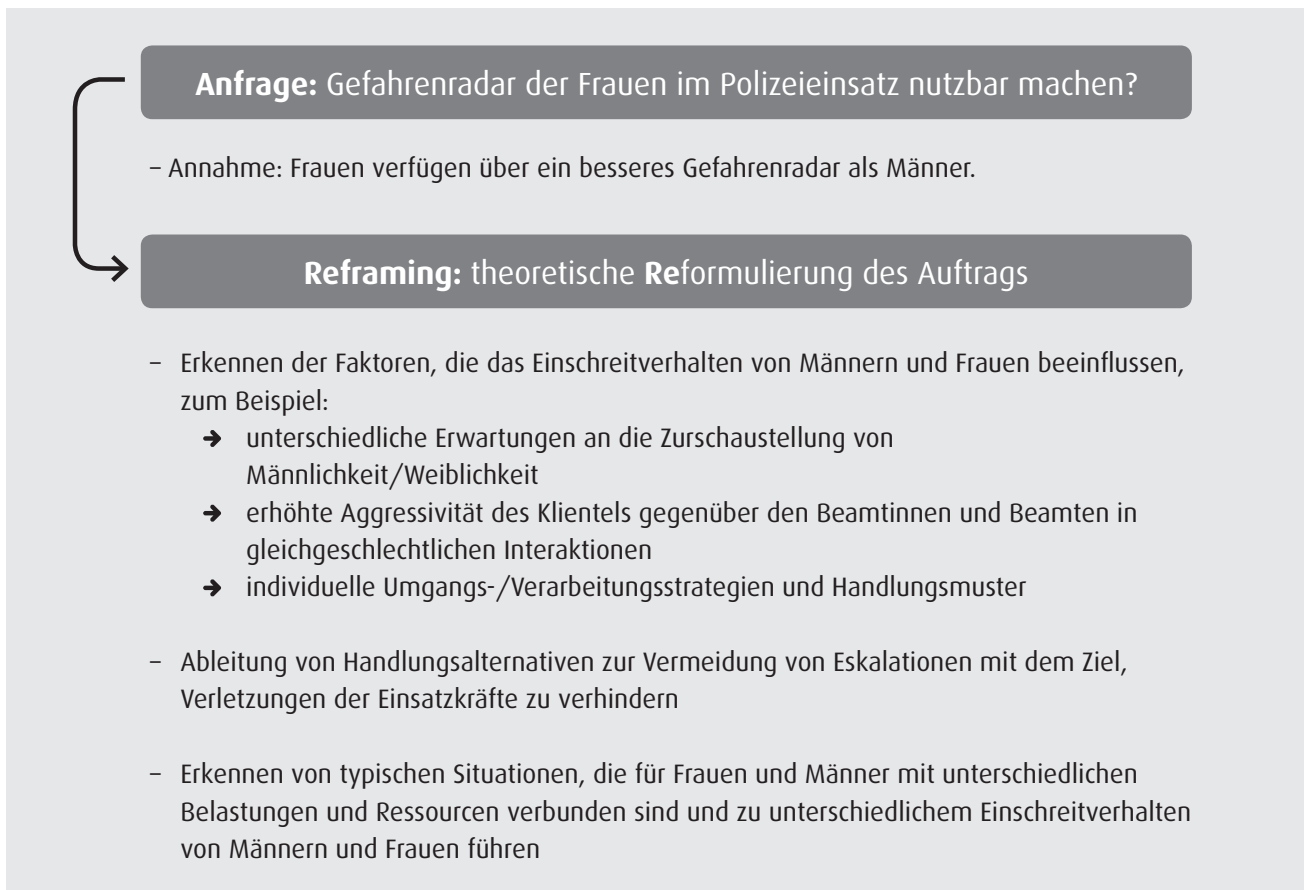 Anfrage: Gefahrenradar der Frauen im Polizeieinsatz nutzbar machen?
– Annahme: Frauen verfügen über ein besseres Gefahrenradar als Männer.
Reframing: theoretische Reformulierung des Auftrags
– Erkennen der Faktoren, die das Einschreitverhalten von Männern und Frauen beeinflussen,
zum Beispiel:
➔ unterschiedliche Erwartungen an die Zurschaustellung von
Männlichkeit/Weiblichkeit
➔ erhöhte Aggressivität des Klientels gegenüber den Beamtinnen und Beamten in
gleichgeschlechtlichen Interaktionen
➔ individuelle Umgangs-/Verarbeitungsstrategien und Handlungsmuster
– Ableitung von Handlungsalternativen zur Vermeidung von Eskalationen mit dem Ziel,
Verletzungen der Einsatzkräfte zu verhindern
– Erkennen von typischen Situationen, die für Frauen und Männer mit unterschiedlichen
Belastungen und Ressourcen verbunden sind und zu unterschiedlichem Einschreitverhalten
von Männern und Frauen führen